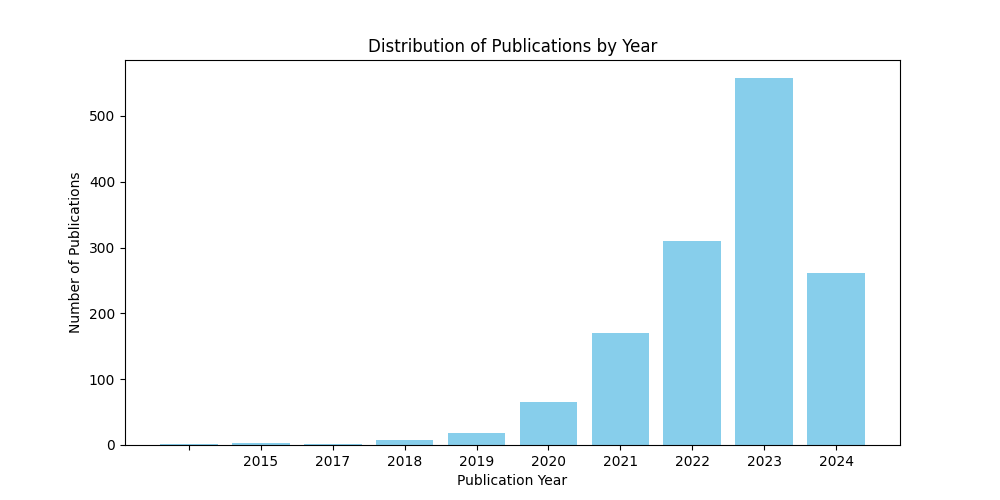 Distribution of Publications by Year
Number of Publications
500
400
300
200
100
0
2015 2017 2018 2019 2020 2021 2022 2023 2024
Publication Year